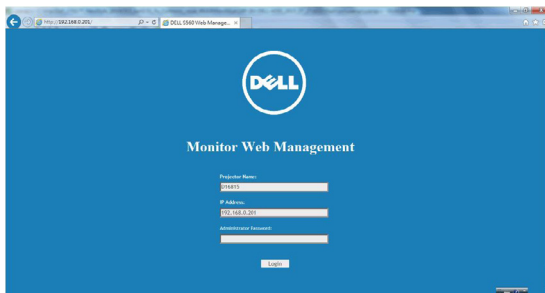 http://192.168.0.201/
DELL S560 Web Manage...
DELL
Monitor Web Management
Projector Name:
IP Address:
192.168.0.201
Administrator Password:
Login